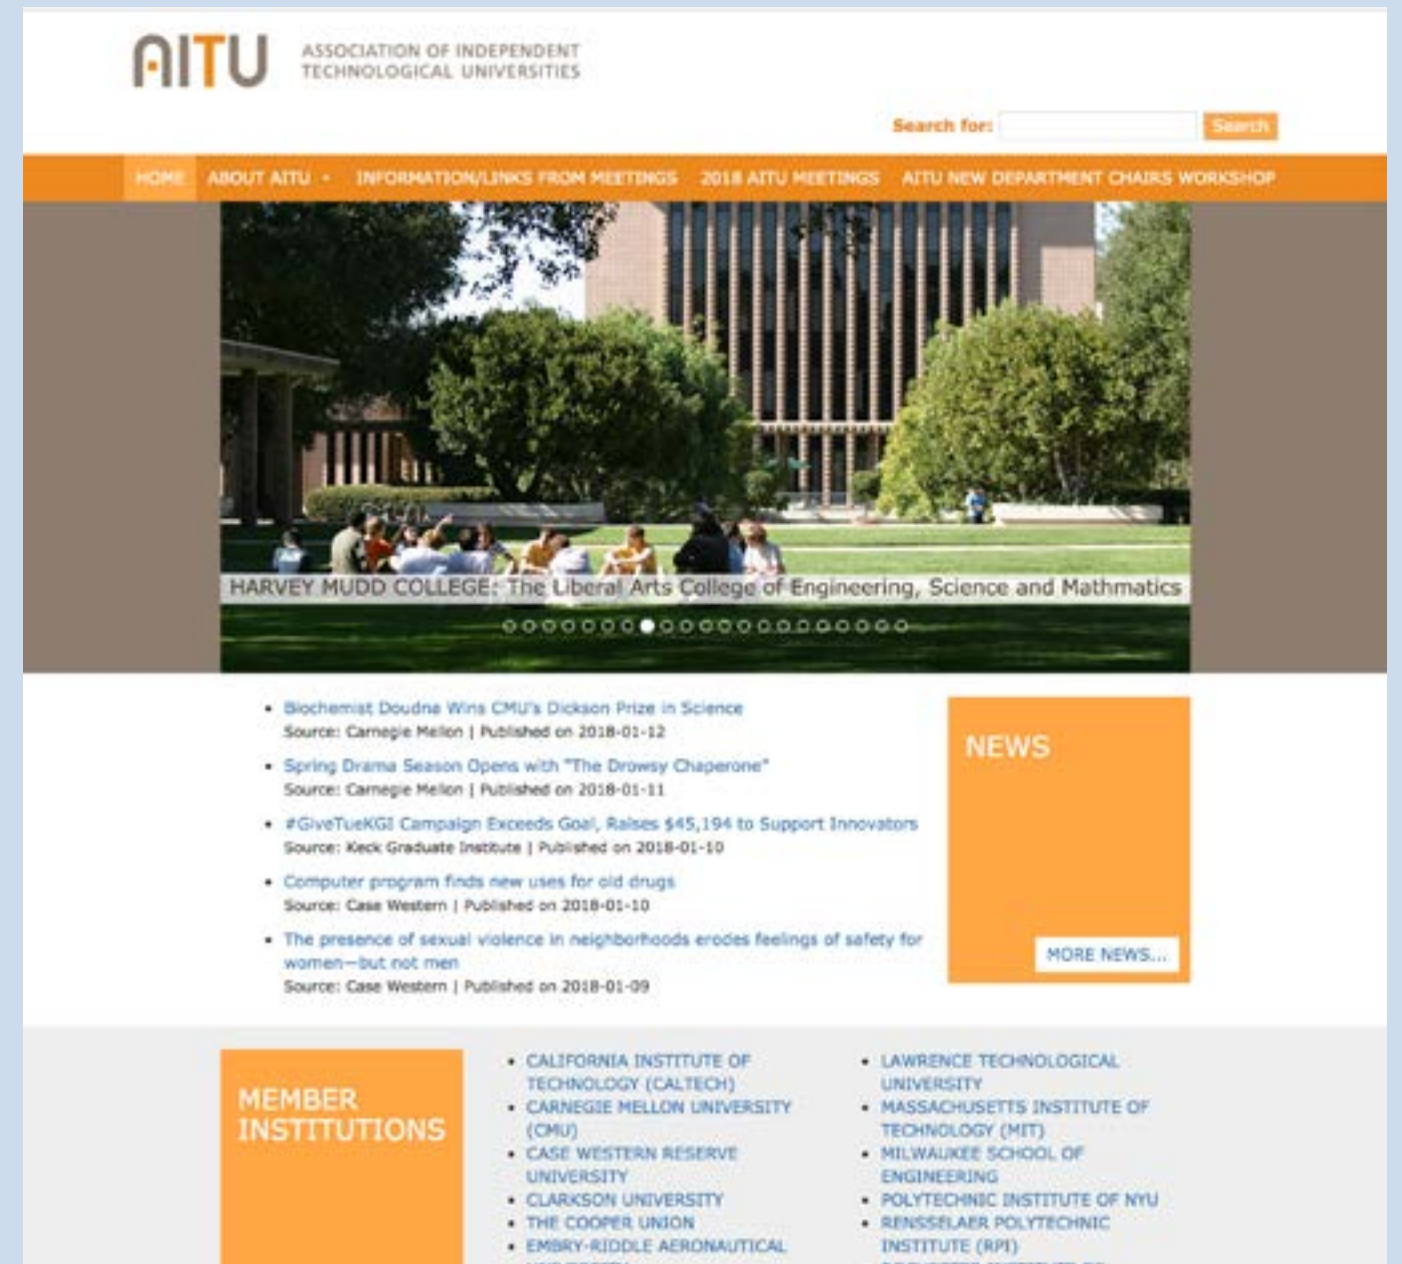 AITU
ASSOCIATION OF INDEPENDENT
TECHNOLOGICAL UNIVERSITIES
Search for: Search
HOME ABOUT AITU INFORMATION/LINKS FROM MEETINGS 2018 AITU MEETINGS AITU NEW DEPARTMENT CHAIRS WORKSHOP
HARVEY MUDD COLLEGE: The Liberal Arts College of Engineering, Science and Mathmatics
• Biochemist Doudna Wins CMU's Dickson Prize in Science
Source: Carnegie Mellon | Published on 2018-01-12
• Spring Drama Season Opens with "The Drowsy Chaperone"
Source: Carnegie Mellon | Published on 2018-01-11
• #GiveTueKGI Campaign Exceeds Goal, Raises $45,194 to Support Innovators
Source: Keck Graduate Institute | Published on 2018-01-10
• Computer program finds new uses for old drugs
Source: Case Western | Published on 2018-01-10
• The presence of sexual violence in neighborhoods erodes feelings of safety for
women—but not men
Source: Case Western | Published on 2018-01-09
NEWS
MORE NEWS...
MEMBER
INSTITUTIONS
• CALIFORNIA INSTITUTE OF
TECHNOLOGY (CALTECH)
• CARNEGIE MELLON UNIVERSITY
(CMU)
• CASE WESTERN RESERVE
UNIVERSITY
• CLARKSON UNIVERSITY
• THE COOPER UNION
• EMBRY-RIDDLE AERONAUTICAL
• LAWRENCE TECHNOLOGICAL
UNIVERSITY
• MASSACHUSETTS INSTITUTE OF
TECHNOLOGY (MIT)
• MILWAUKEE SCHOOL OF
ENGINEERING
• POLYTECHNIC INSTITUTE OF NYU
• RENSSELAER POLYTECHNIC
INSTITUTE (RPI)